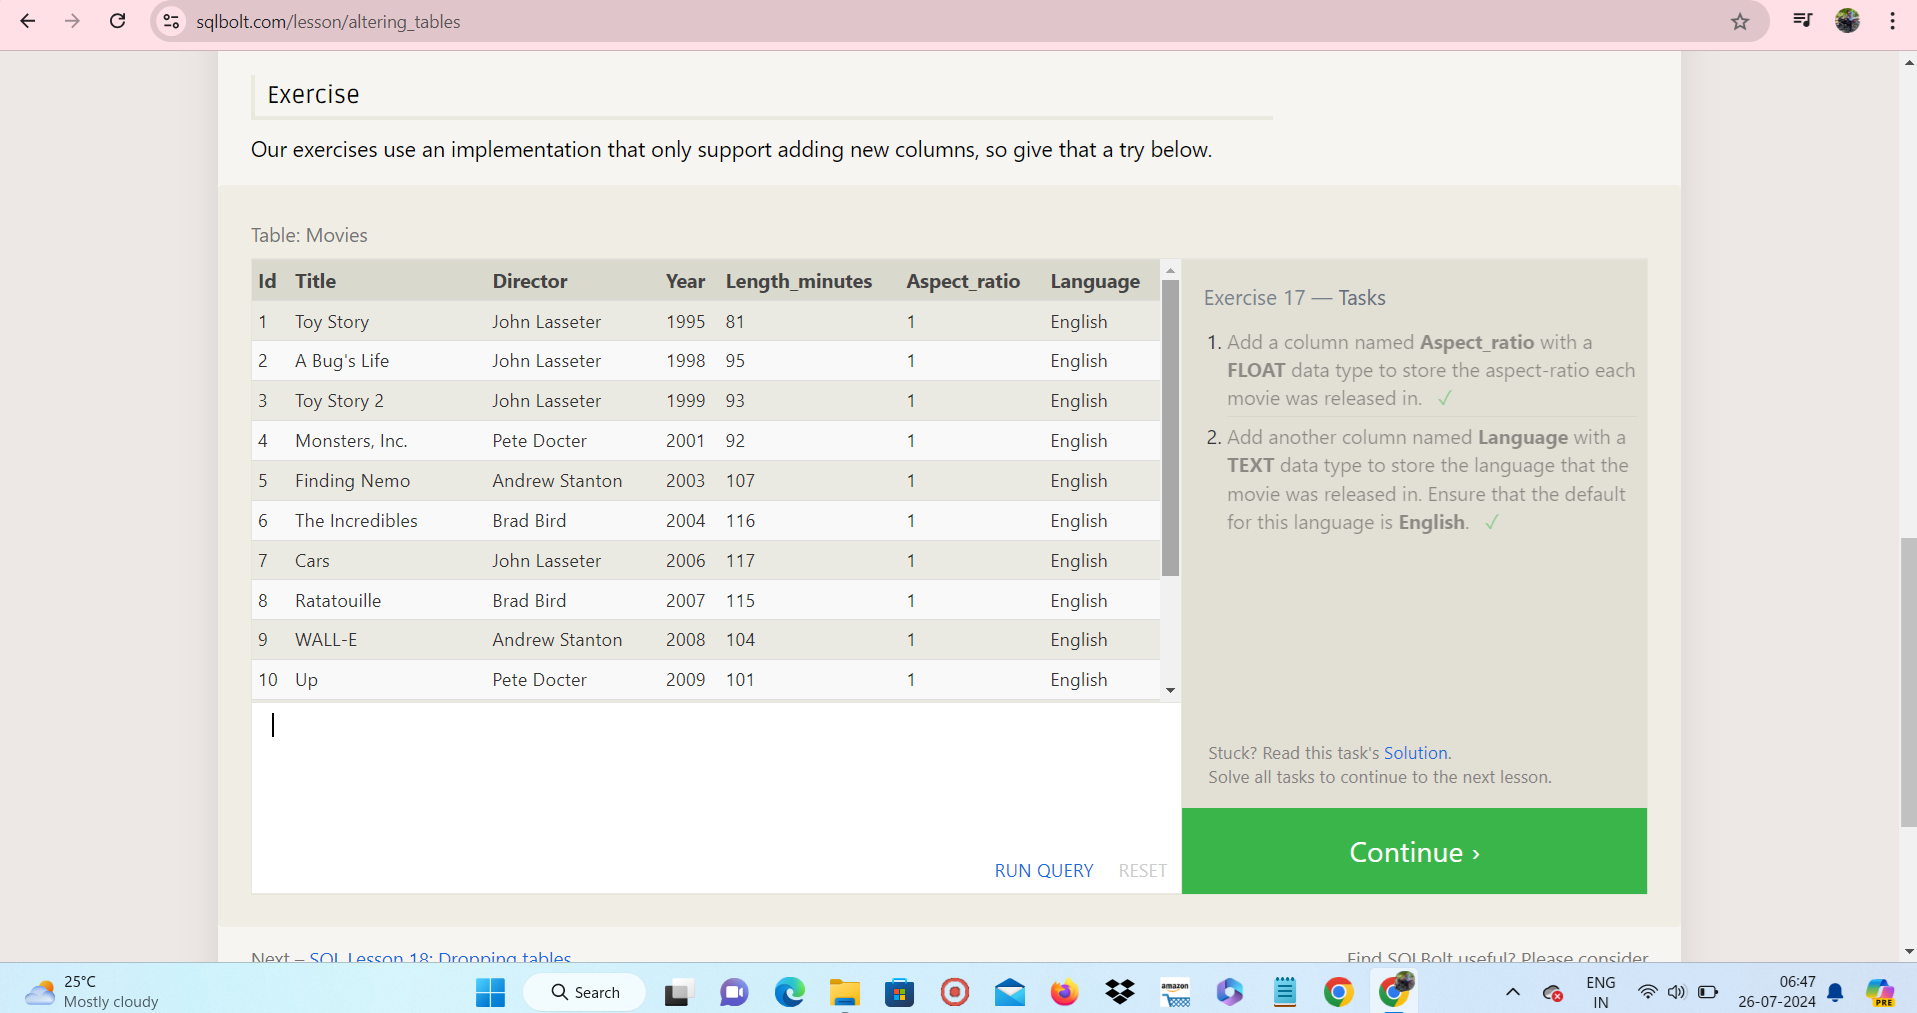 sqlbolt.com/lesson/altering_tables
Exercise
Our exercises use an implementation that only support adding new columns, so give that a try below.
Table: Movies
Id Title Director Year Length_minutes Aspect_ratio Language
1 Toy Story John Lasseter 1995 81 1 English
2 A Bug's Life John Lasseter 1998 95 1 English
3 Toy Story 2 John Lasseter 1999 93 1 English
4 Monsters, Inc. Pete Docter 2001 92 1 English
5 Finding Nemo Andrew Stanton 2003 107 1 English
6 The Incredibles Brad Bird 2004 116 1 English
7 Cars John Lasseter 2006 117 1 English
8 Ratatouille Brad Bird 2007 115 1 English
9 WALL-E Andrew Stanton 2008 104 1 English
10 Up Pete Docter 2009 101 1 English
RUN QUERY RESET
Exercise 17 — Tasks
1. Add a column named Aspect_ratio with a
FLOAT data type to store the aspect-ratio each
movie was released in. ✓
2. Add another column named Language with a
TEXT data type to store the language that the
movie was released in. Ensure that the default
for this language is English. ✓
Stuck? Read this task's Solution.
Solve all tasks to continue to the next lesson.
Continue ›
Next – SQL Lesson 18: Dropping tables
Find SQLBolt useful? Please consider
25°C
Mostly cloudy
Search
amazon
ENG
IN
06:47
26-07-2024
PRE